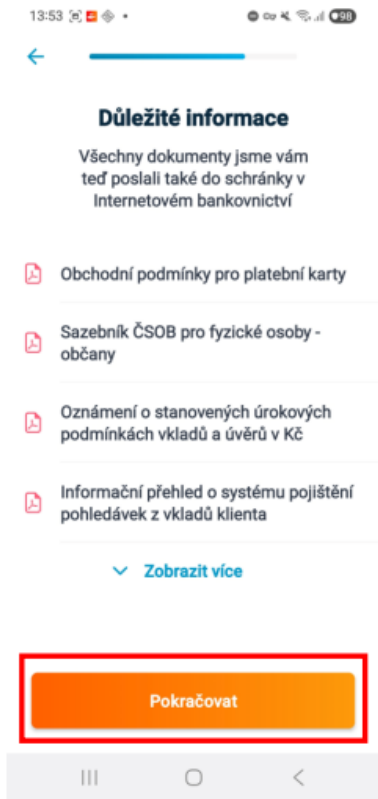 13:53
98
Důležité informace
Všechny dokumenty jsme vám
teď poslali také do schránky v
Internetovém bankovnictví
Obchodní podmínky pro platební karty
Sazebník ČSOB pro fyzické osoby -
občany
Oznámení o stanovených úrokových
podmínkách vkladů a úvěrů v Kč
Informační přehled o systému pojištění
pohledávek z vkladů klienta
Zobrazit více
Pokračovat